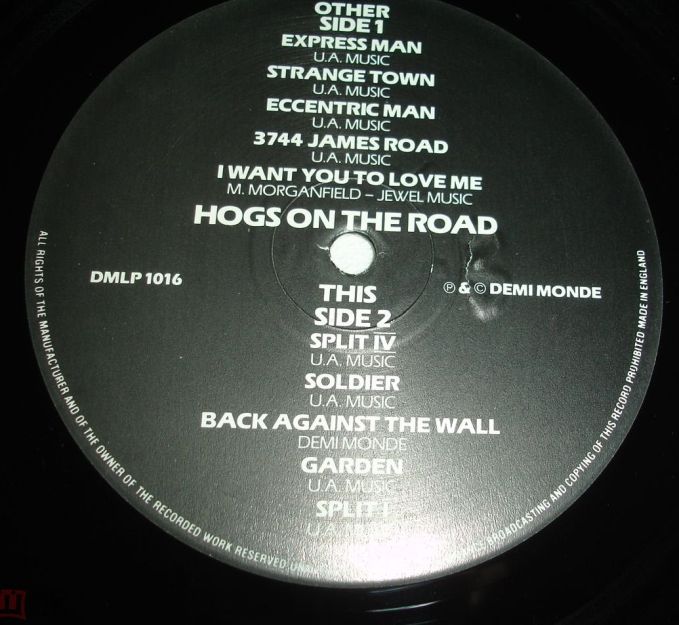 OTHER
SIDE 1
EXPRESS MAN
U.A. MUSIC
STRANGE TOWN
U.A. MUSIC
ECCENTRIC MAN
U.A. MUSIC
3744 JAMES ROAD
U.A. MUSIC
I WANT YOU TO LOVE ME
M. MORGANFIELD – JEWEL MUSIC
HOGS ON THE ROAD
DMLP 1016
℗ & © DEMI MONDE
THIS
SIDE 2
SPLIT IV
U.A. MUSIC
SOLDIER
U.A. MUSIC
BACK AGAINST THE WALL
DEMI MONDE
GARDEN
U.A. MUSIC
SPLIT I
U.A. MUSIC
ALL RIGHTS OF THE MANUFACTURER AND OF THE OWNER OF THE RECORDED WORK RESERVED. BROADCASTING AND COPYING OF THIS RECORD PROHIBITED MADE IN ENGLAND